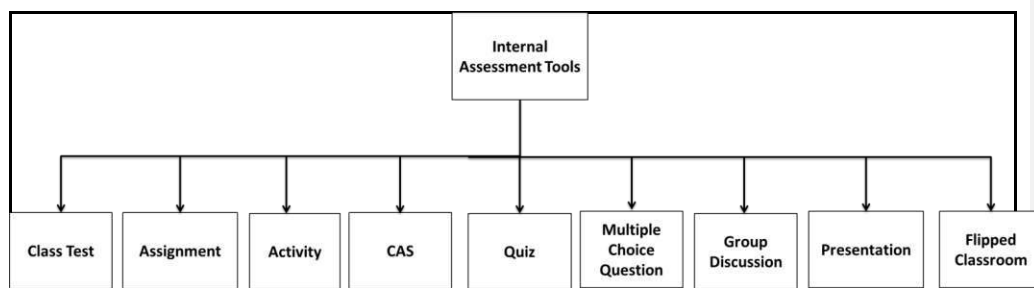 Internal
Assessment Tools
Class Test
Assignment
Activity
CAS
Quiz
Multiple
Choice
Question
Group
Discussion
Presentation
Flipped
Classroom